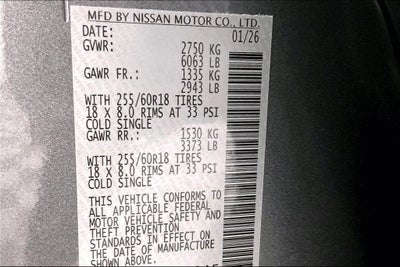 MFD BY NISSAN MOTOR CO., LTD.
DATE: 01/26
GVWR: 2750 KG
6063 LB
GAWR FR.: 1335 KG
2943 LB
WITH 255/60R18 TIRES
18 X 8.0 RIMS AT 33 PSI
COLD SINGLE
GAWR RR.: 1530 KG
3373 LB
WITH 255/60R18 TIRES
18 X 8.0 RIMS AT 33 PSI
COLD SINGLE
THIS VEHICLE CONFORMS TO
ALL APPLICABLE FEDERAL
MOTOR VEHICLE SAFETY AND
THEFT PREVENTION
STANDARDS IN EFFECT ON
THE DATE OF MANUFACTURE
SHOWN ABOVE.